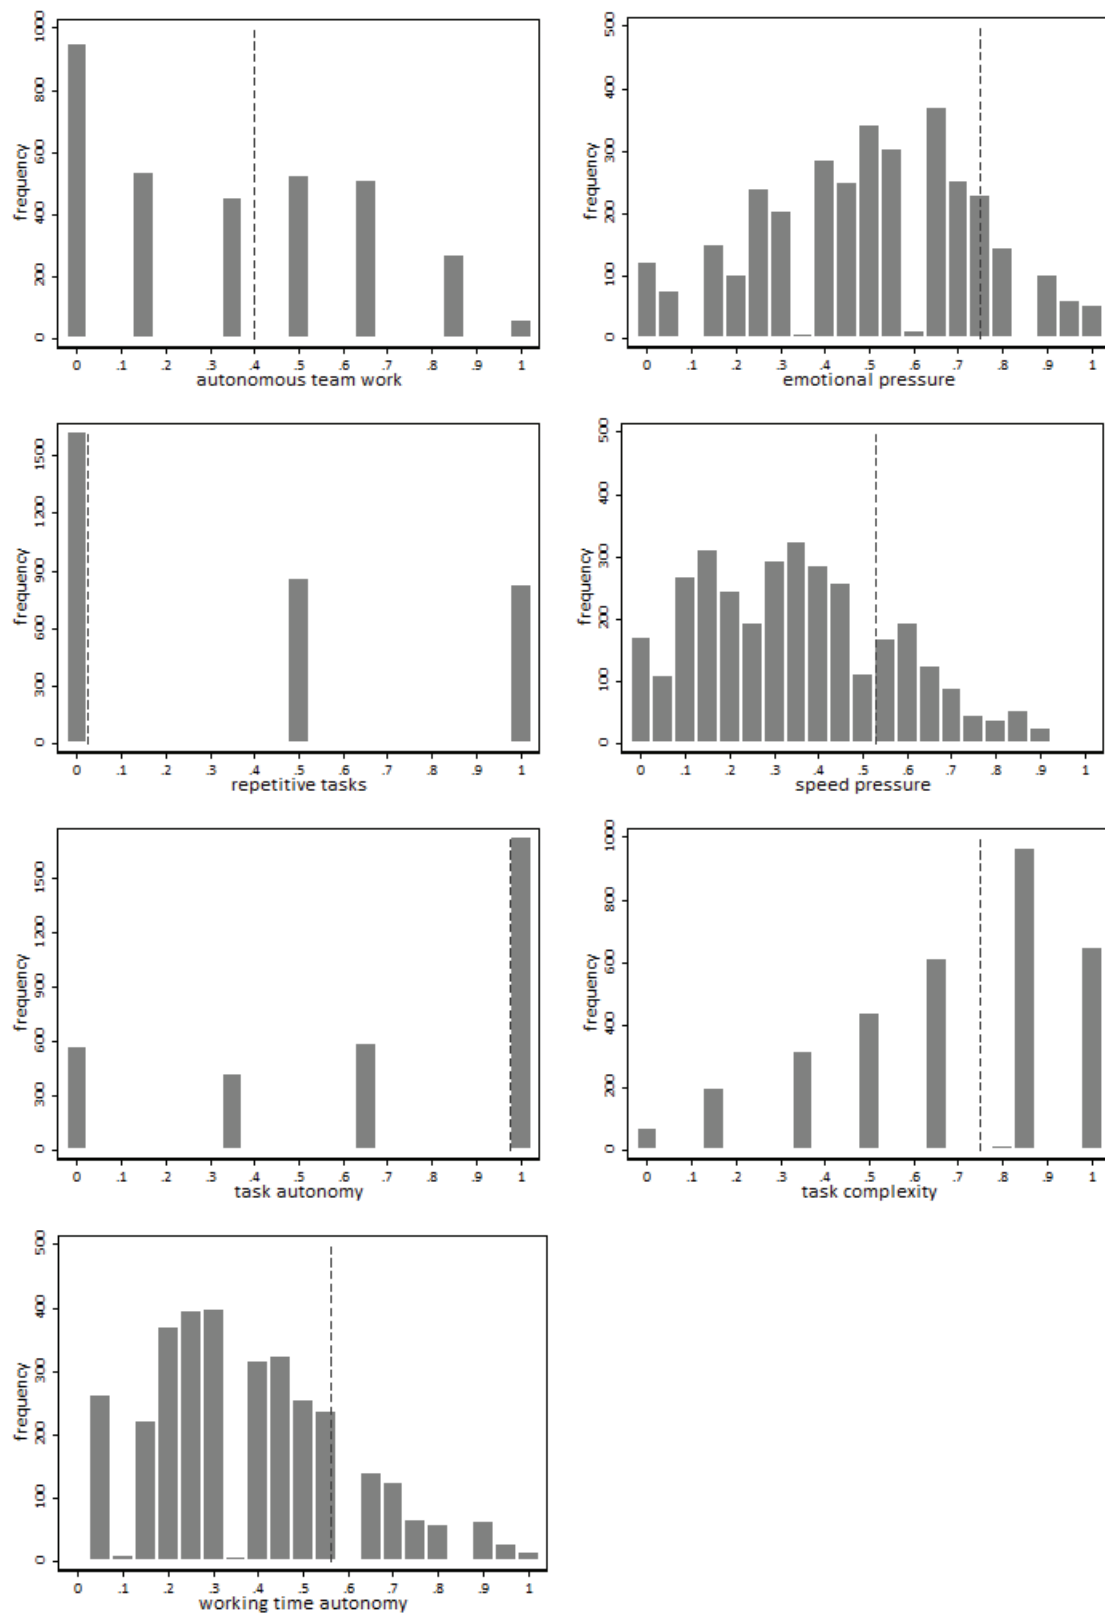 1000
800
600
400
200
0
frequency
0 .1 .2 .3 .4 .5 .6 .7 .8 .9 1
autonomous team work
500
400
300
200
100
0
frequency
0 .1 .2 .3 .4 .5 .6 .7 .8 .9 1
emotional pressure
1500
1200
900
600
300
0
frequency
0 .1 .2 .3 .4 .5 .6 .7 .8 .9 1
repetitive tasks
500
400
300
200
100
0
frequency
0 .1 .2 .3 .4 .5 .6 .7 .8 .9 1
speed pressure
1500
1200
900
600
300
0
frequency
0 .1 .2 .3 .4 .5 .6 .7 .8 .9 1
task autonomy
1000
800
600
400
200
0
frequency
0 .1 .2 .3 .4 .5 .6 .7 .8 .9 1
task complexity
500
400
300
200
100
0
frequency
0 .1 .2 .3 .4 .5 .6 .7 .8 .9 1
working time autonomy